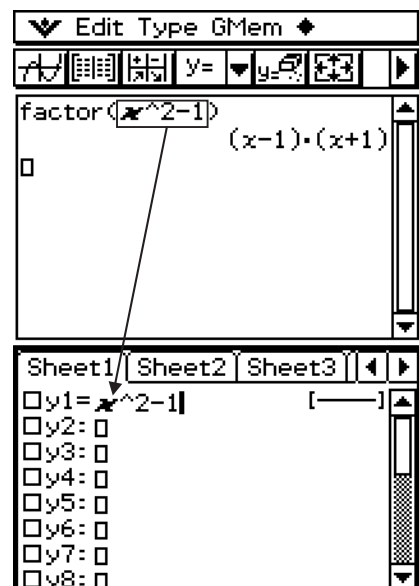 Edit Type GMem
y=
factor(x^2-1)
(x-1)·(x+1)
Sheet1 Sheet2 Sheet3
y1=x^2-1
y2:
y3:
y4:
y5:
y6:
y7:
y8: